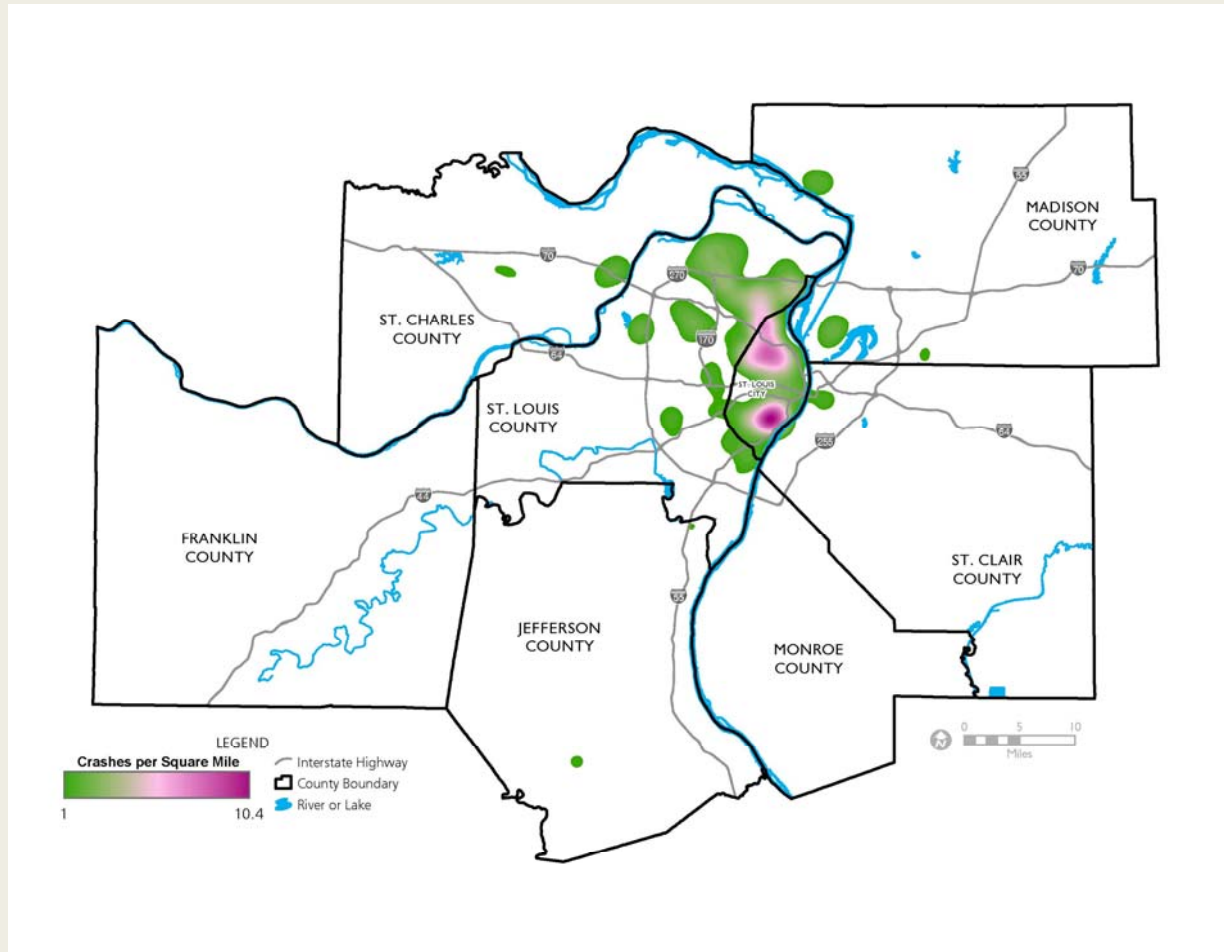 MADISON
COUNTY
55
70
70
270
ST. CHARLES
COUNTY
170
64
ST. LOUIS
CITY
ST. LOUIS
COUNTY
64
255
44
FRANKLIN
COUNTY
ST. CLAIR
COUNTY
55
JEFFERSON
COUNTY
MONROE
COUNTY
N
0 5 10
Miles
LEGEND
Crashes per Square Mile
1 10.4
Interstate Highway
County Boundary
River or Lake